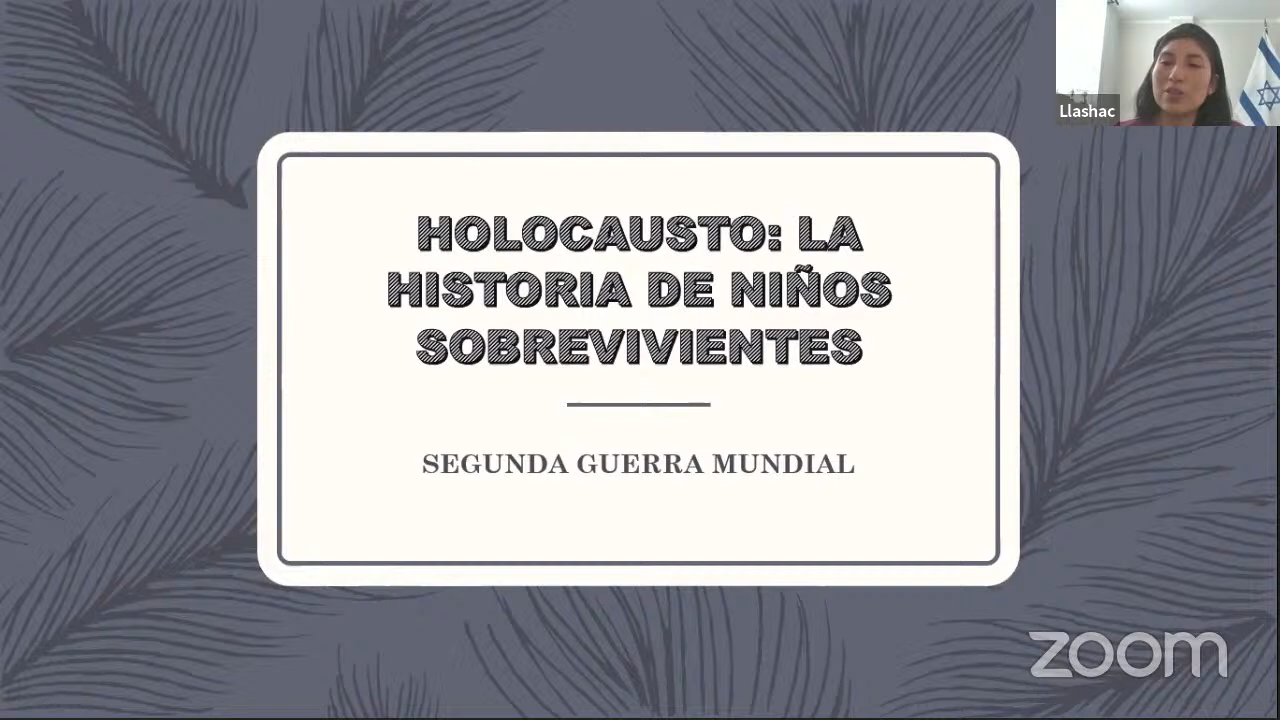 Llashac
HOLOCAUSTO: LA
HISTORIA DE NIÑOS
SOBREVIVIENTES
SEGUNDA GUERRA MUNDIAL
zoom